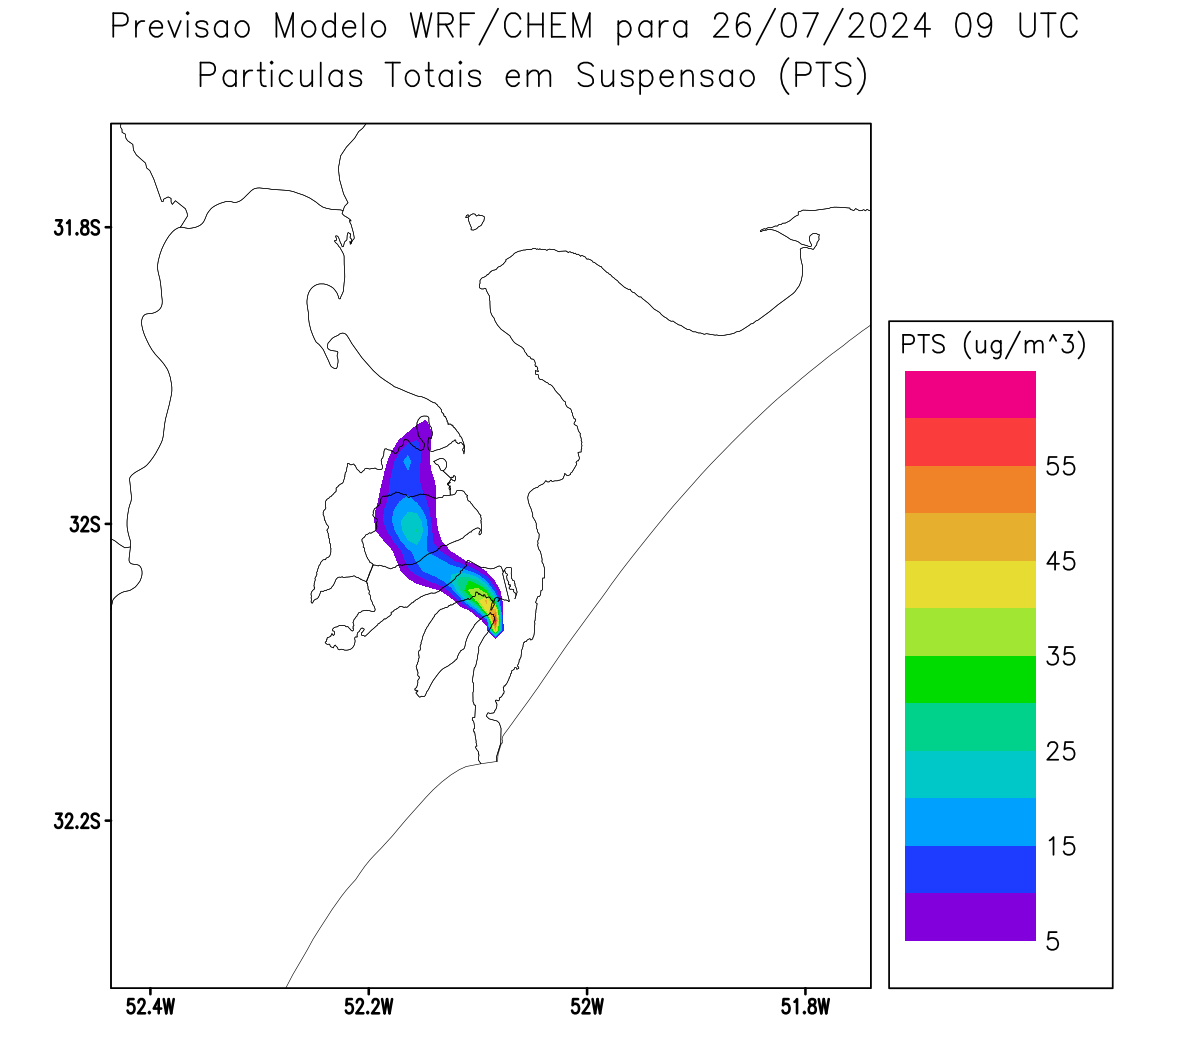 Previsao Modelo WRF/CHEM para 26/07/2024 09 UTC
Particulas Totais em Suspensao (PTS)
31.8S
32S
32.2S
52.4W
52.2W
52W
51.8W
PTS (ug/m^3)
55
45
35
25
15
5